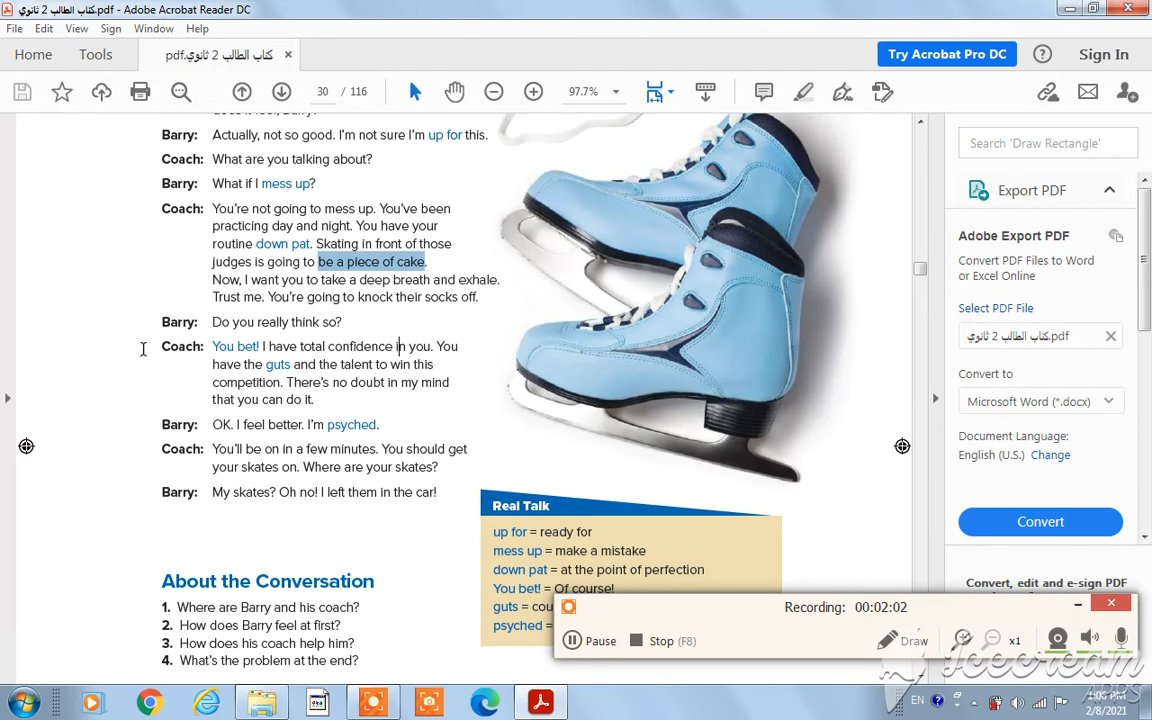 كتاب الطالب 2 ثانوي.pdf - Adobe Acrobat Reader DC
File Edit View Sign Window Help
Home Tools كتاب الطالب 2 ثانوي.pdf × Try Acrobat Pro DC Sign In
30 / 116 97.7%
Barry: Actually, not so good. I'm not sure I'm up for this.
Coach: What are you talking about?
Barry: What if I mess up?
Coach: You're not going to mess up. You've been
practicing day and night. You have your
routine down pat. Skating in front of those
judges is going to be a piece of cake.
Now, I want you to take a deep breath and exhale.
Trust me. You're going to knock their socks off.
Barry: Do you really think so?
Coach: You bet! I have total confidence in you. You
have the guts and the talent to win this
competition. There's no doubt in my mind
that you can do it.
Barry: OK. I feel better. I'm psyched.
Coach: You'll be on in a few minutes. You should get
your skates on. Where are your skates?
Barry: My skates? Oh no! I left them in the car!
Real Talk
up for = ready for
mess up = make a mistake
down pat = at the point of perfection
You bet! = Of course!
guts = cou
psyched =
About the Conversation
1. Where are Barry and his coach?
2. How does Barry feel at first?
3. How does his coach help him?
4. What's the problem at the end?
Search 'Draw Rectangle'
Export PDF
Adobe Export PDF
Convert PDF Files to Word
or Excel Online
Select PDF File
كتاب الطالب 2 ثانوي.pdf
Convert to
Microsoft Word (*.docx)
Document Language:
English (U.S.) Change
Convert
Convert, edit and e-sign PDF
Recording: 00:02:02
Pause Stop (F8) Draw x1
Icecream
Apps
EN
1:06 PM
2/8/2021